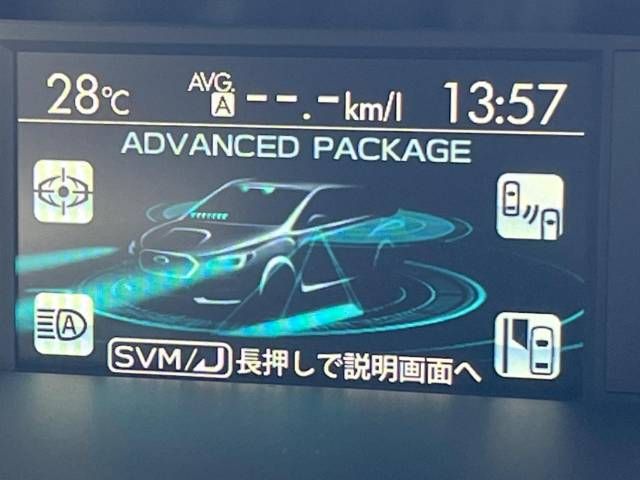 28℃ AVG. A --.-km/l 13:57
ADVANCED PACKAGE
A
SVM/⤶ 長押しで説明画面へ